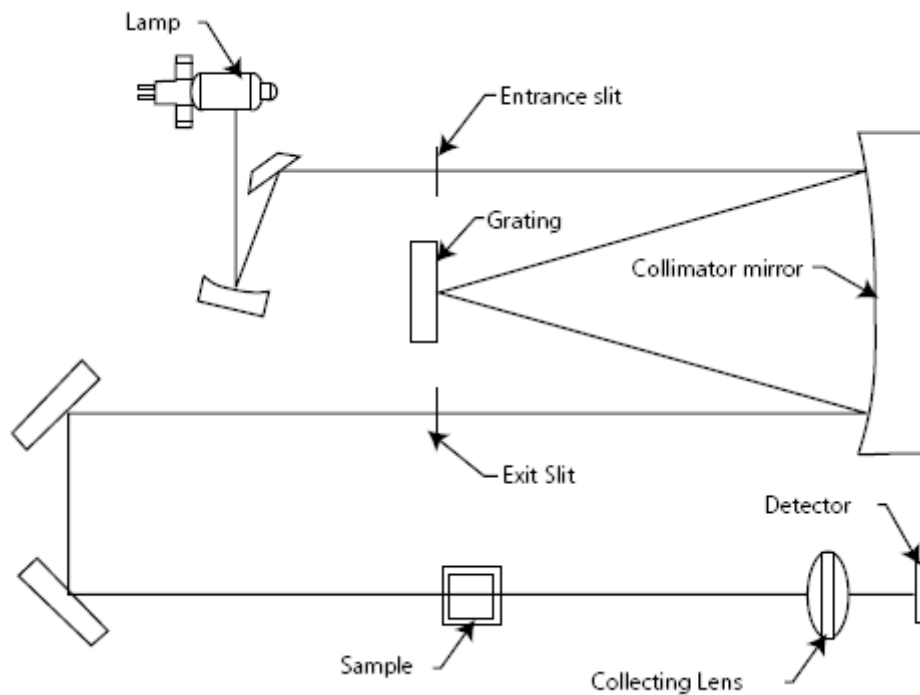 Lamp
Entrance slit
Grating
Collimator mirror
Exit Slit
Detector
Sample
Collecting Lens